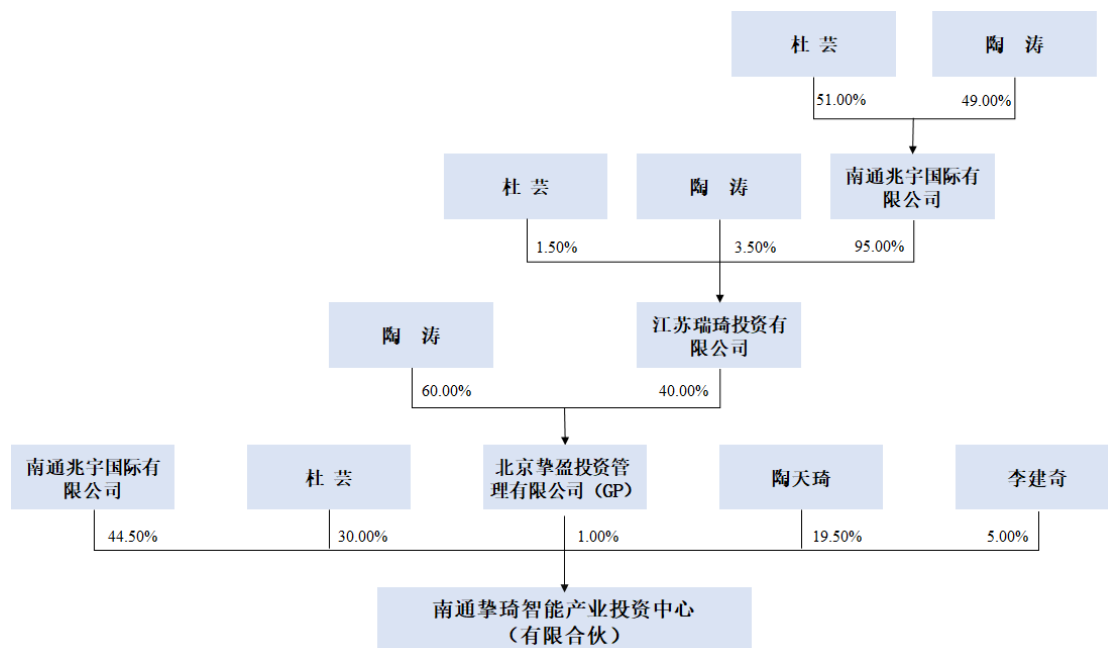 杜 芸
陶 涛
51.00%
49.00%
杜 芸
陶 涛
南通兆宇国际有
限公司
1.50%
3.50%
95.00%
陶 涛
江苏瑞琦投资有
限公司
60.00%
40.00%
南通兆宇国际有
限公司
杜 芸
北京挚盈投资管
理有限公司（GP）
陶天琦
李建奇
44.50%
30.00%
1.00%
19.50%
5.00%
南通挚琦智能产业投资中心
（有限合伙）